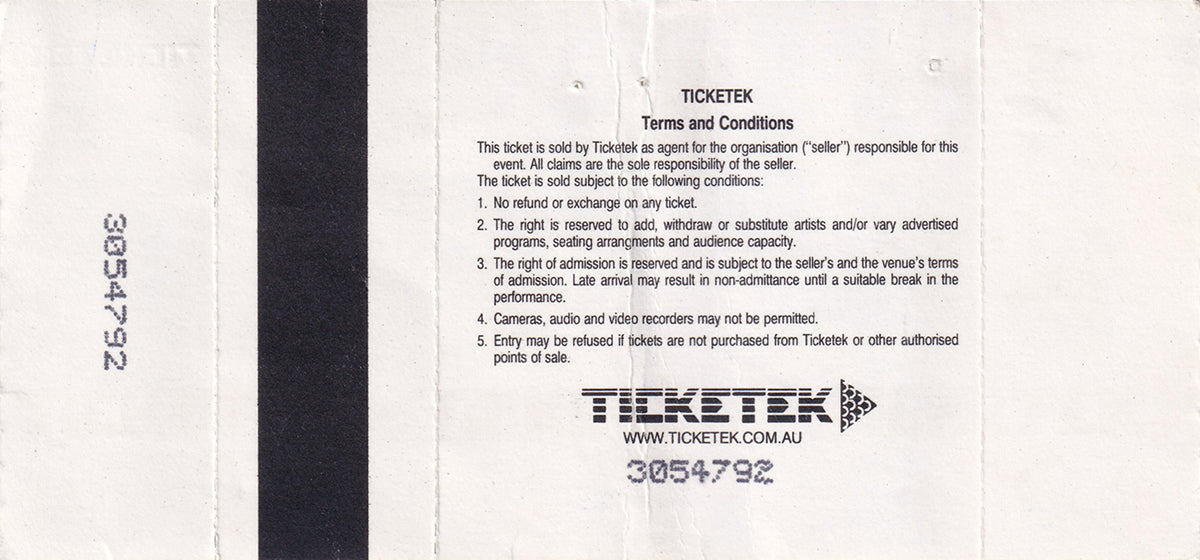 3054792
TICKETEK
Terms and Conditions
This ticket is sold by Ticketek as agent for the organisation ("seller") responsible for this
event. All claims are the sole responsibility of the seller.
The ticket is sold subject to the following conditions:
1. No refund or exchange on any ticket.
2. The right is reserved to add, withdraw or substitute artists and/or vary advertised
programs, seating arrangments and audience capacity.
3. The right of admission is reserved and is subject to the seller's and the venue's terms
of admission. Late arrival may result in non-admittance until a suitable break in the
performance.
4. Cameras, audio and video recorders may not be permitted.
5. Entry may be refused if tickets are not purchased from Ticketek or other authorised
points of sale.
TICKETEK
WWW.TICKETEK.COM.AU
3054792